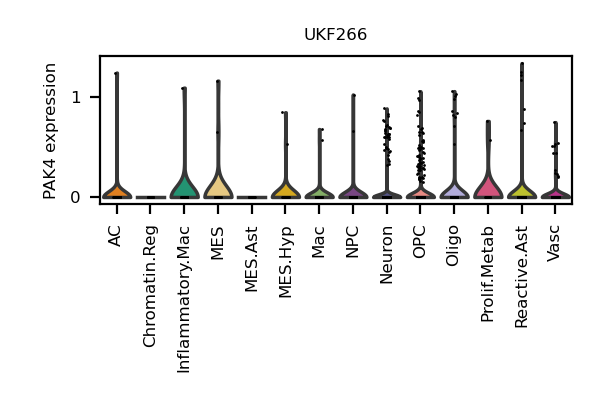 UKF266
PAK4 expression
1
0
AC
Chromatin.Reg
Inflammatory.Mac
MES
MES.Ast
MES.Hyp
Mac
NPC
Neuron
OPC
Oligo
Prolif.Metab
Reactive.Ast
Vasc